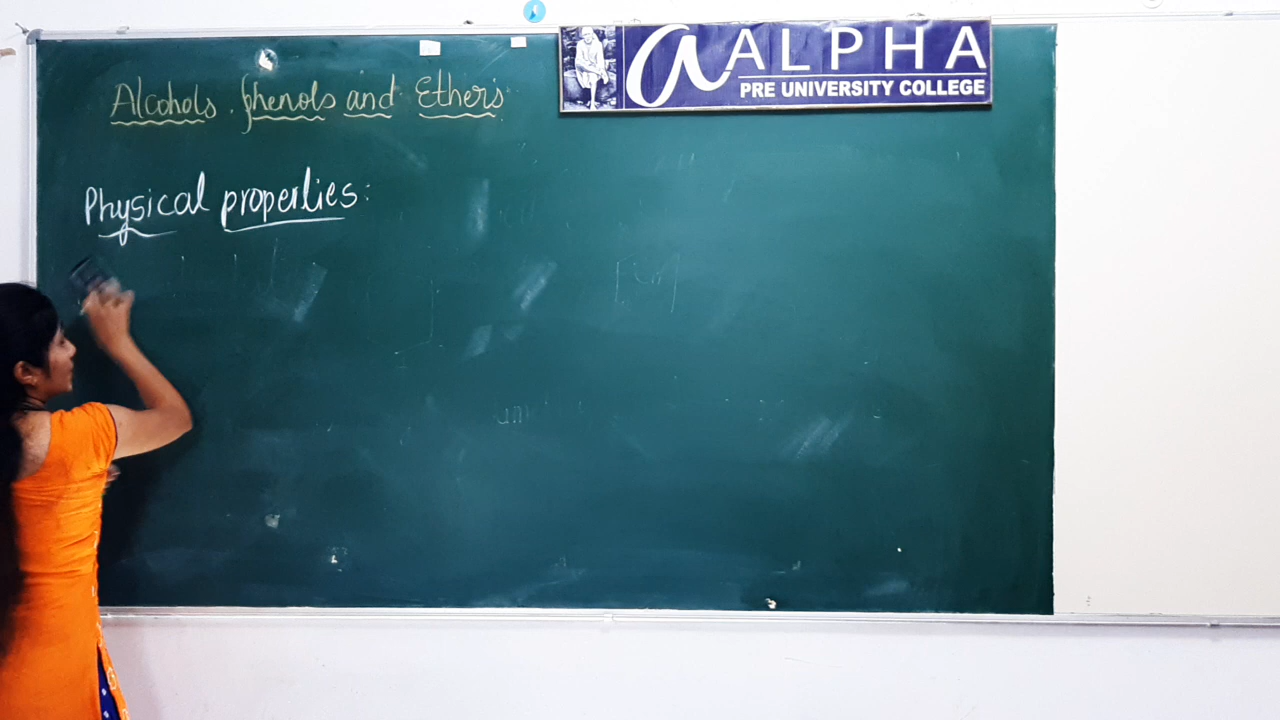 a ALPHA
PRE UNIVERSITY COLLEGE
Alcohols, phenols and Ethers
Physical properties: